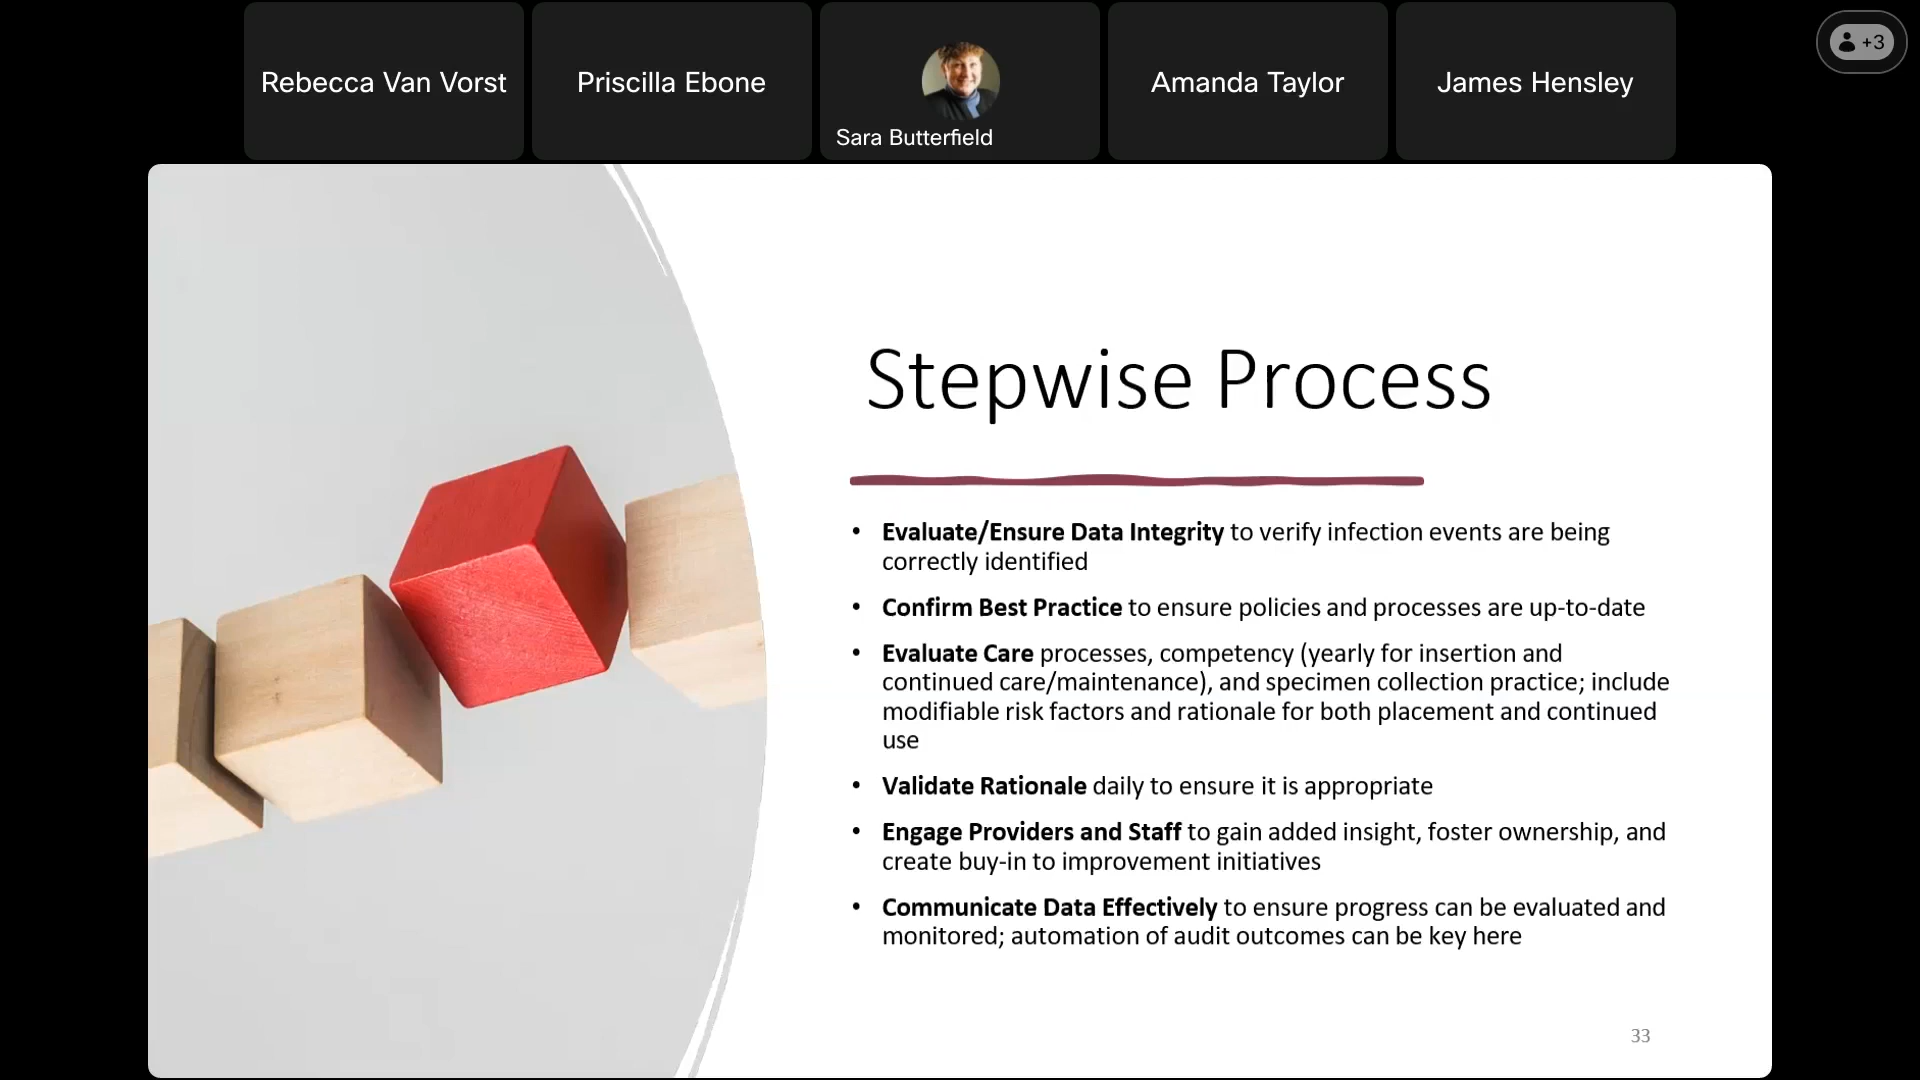 Rebecca Van Vorst
Priscilla Ebone
Sara Butterfield
Amanda Taylor
James Hensley
+3
Stepwise Process
• Evaluate/Ensure Data Integrity to verify infection events are being
correctly identified
• Confirm Best Practice to ensure policies and processes are up-to-date
• Evaluate Care processes, competency (yearly for insertion and
continued care/maintenance), and specimen collection practice; include
modifiable risk factors and rationale for both placement and continued
use
• Validate Rationale daily to ensure it is appropriate
• Engage Providers and Staff to gain added insight, foster ownership, and
create buy-in to improvement initiatives
• Communicate Data Effectively to ensure progress can be evaluated and
monitored; automation of audit outcomes can be key here
33